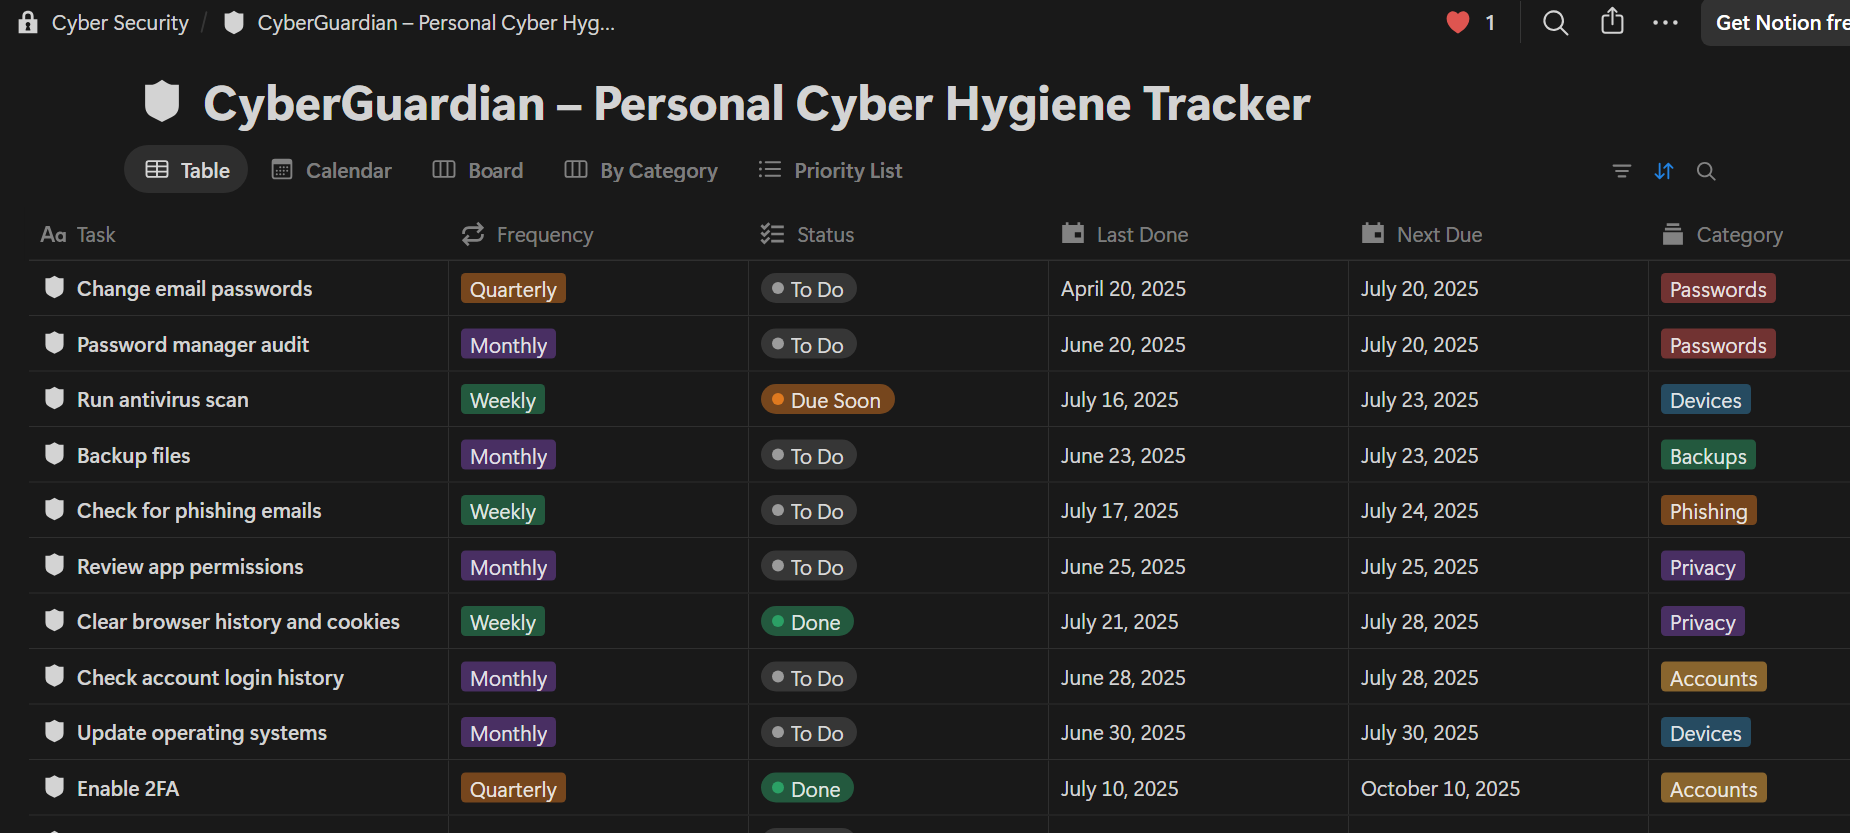 Cyber Security / CyberGuardian – Personal Cyber Hyg... 1 Get Notion fre
CyberGuardian – Personal Cyber Hygiene Tracker
Table Calendar Board By Category Priority List
Aa Task Frequency Status Last Done Next Due Category
Change email passwords Quarterly To Do April 20, 2025 July 20, 2025 Passwords
Password manager audit Monthly To Do June 20, 2025 July 20, 2025 Passwords
Run antivirus scan Weekly Due Soon July 16, 2025 July 23, 2025 Devices
Backup files Monthly To Do June 23, 2025 July 23, 2025 Backups
Check for phishing emails Weekly To Do July 17, 2025 July 24, 2025 Phishing
Review app permissions Monthly To Do June 25, 2025 July 25, 2025 Privacy
Clear browser history and cookies Weekly Done July 21, 2025 July 28, 2025 Privacy
Check account login history Monthly To Do June 28, 2025 July 28, 2025 Accounts
Update operating systems Monthly To Do June 30, 2025 July 30, 2025 Devices
Enable 2FA Quarterly Done July 10, 2025 October 10, 2025 Accounts